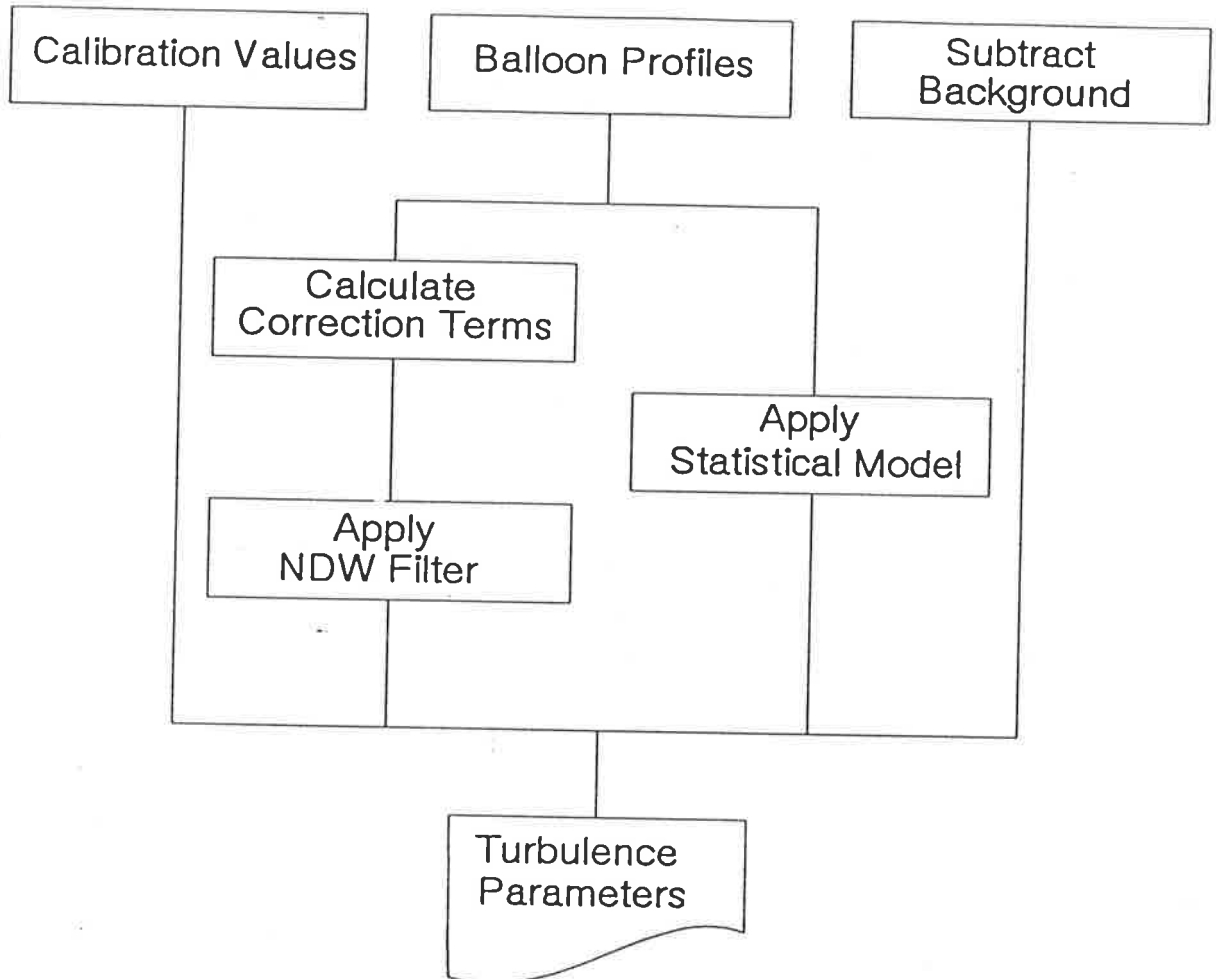 Calibration Values
Balloon Profiles
Subtract
Background
Calculate
Correction Terms
Apply
Statistical Model
Apply
NDW Filter
Turbulence
Parameters